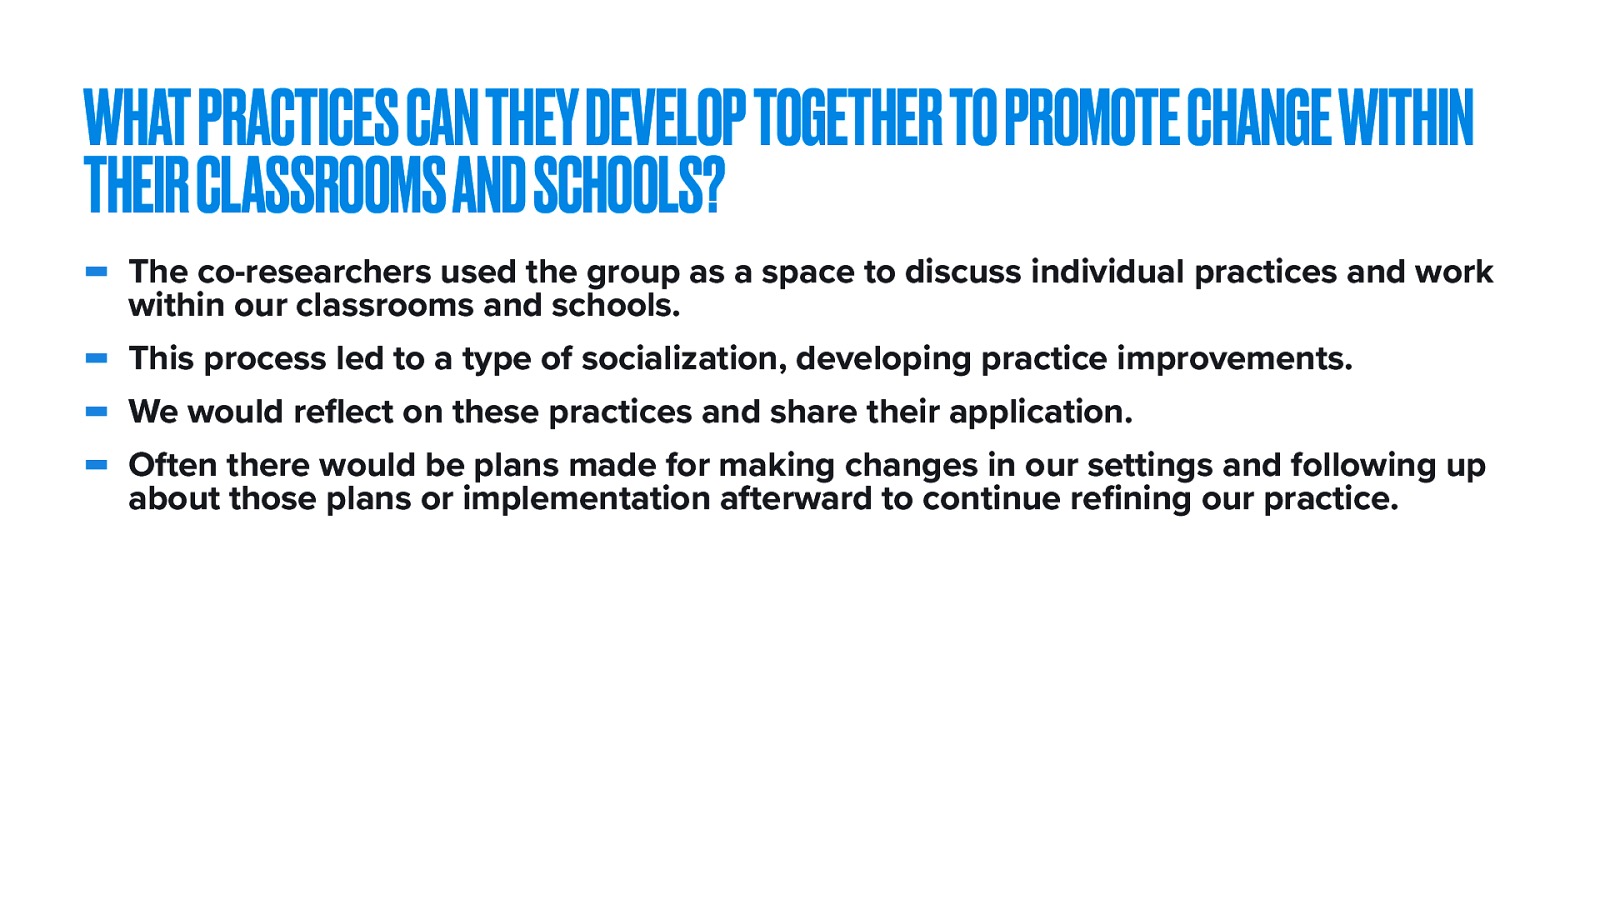 WHAT PRACTICES CAN THEY DEVELOP TOGETHER TO PROMOTE CHANGE WITHIN
THEIR CLASSROOMS AND SCHOOLS?
The co-researchers used the group as a space to discuss individual practices and work
within our classrooms and schools.
This process led to a type of socialization, developing practice improvements.
We would reflect on these practices and share their application.
Often there would be plans made for making changes in our settings and following up
about those plans or implementation afterward to continue refining our practice.